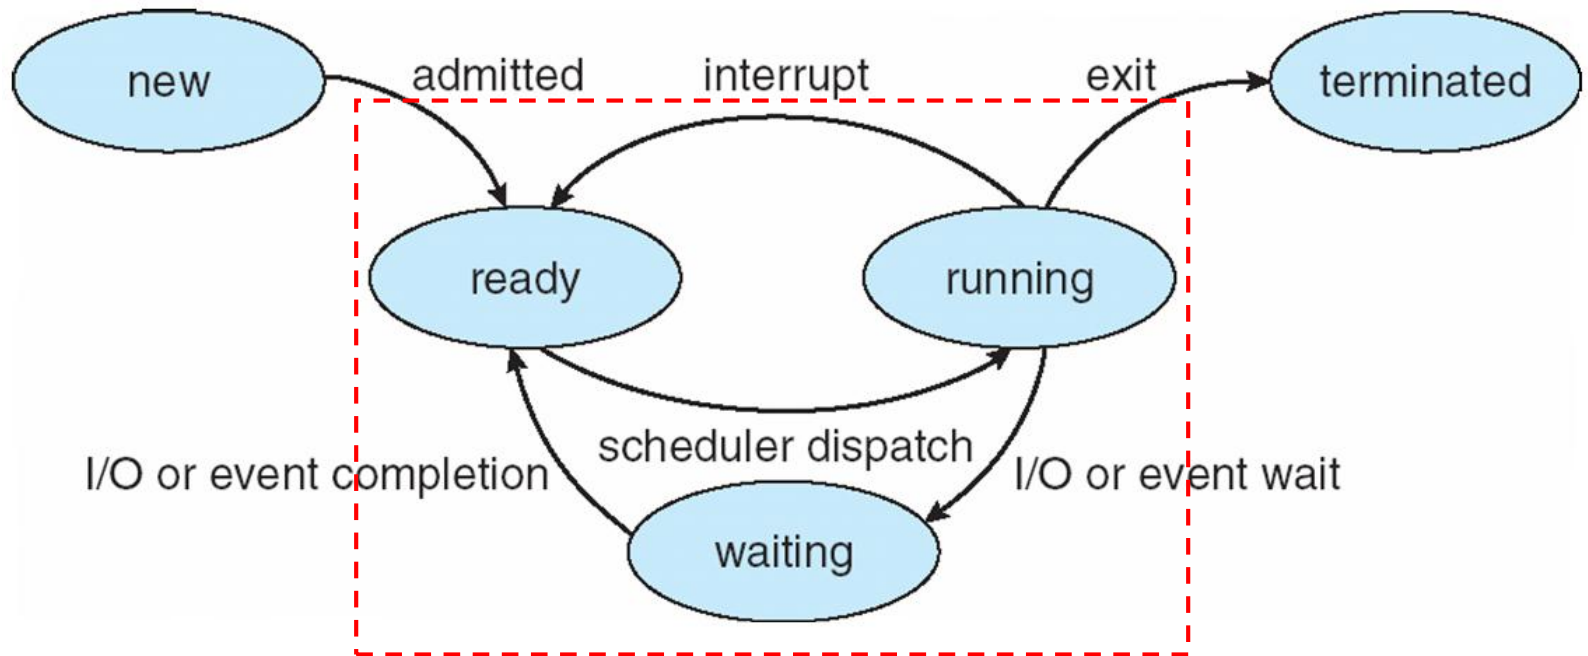 new
admitted
interrupt
exit
terminated
ready
running
scheduler dispatch
I/O or event completion
I/O or event wait
waiting